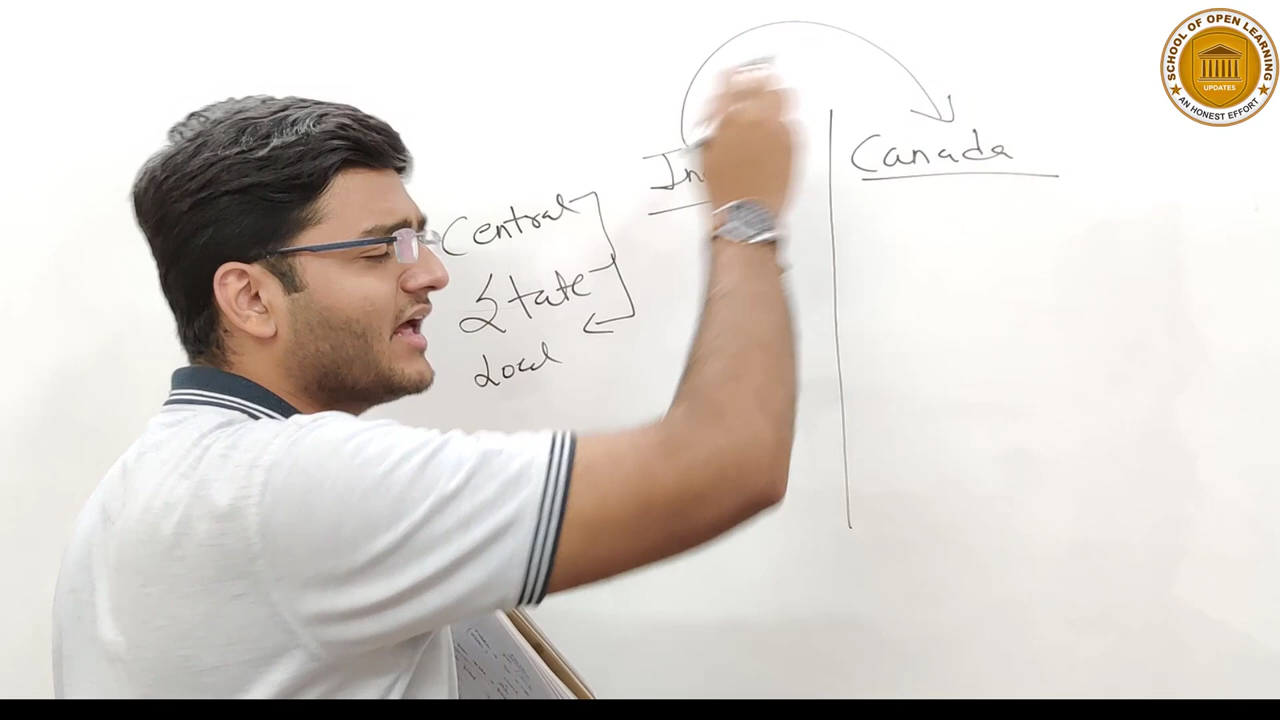 SCHOOL OF OPEN LEARNING
UPDATES
AN HONEST EFFORT
Canada
Central
State
Local